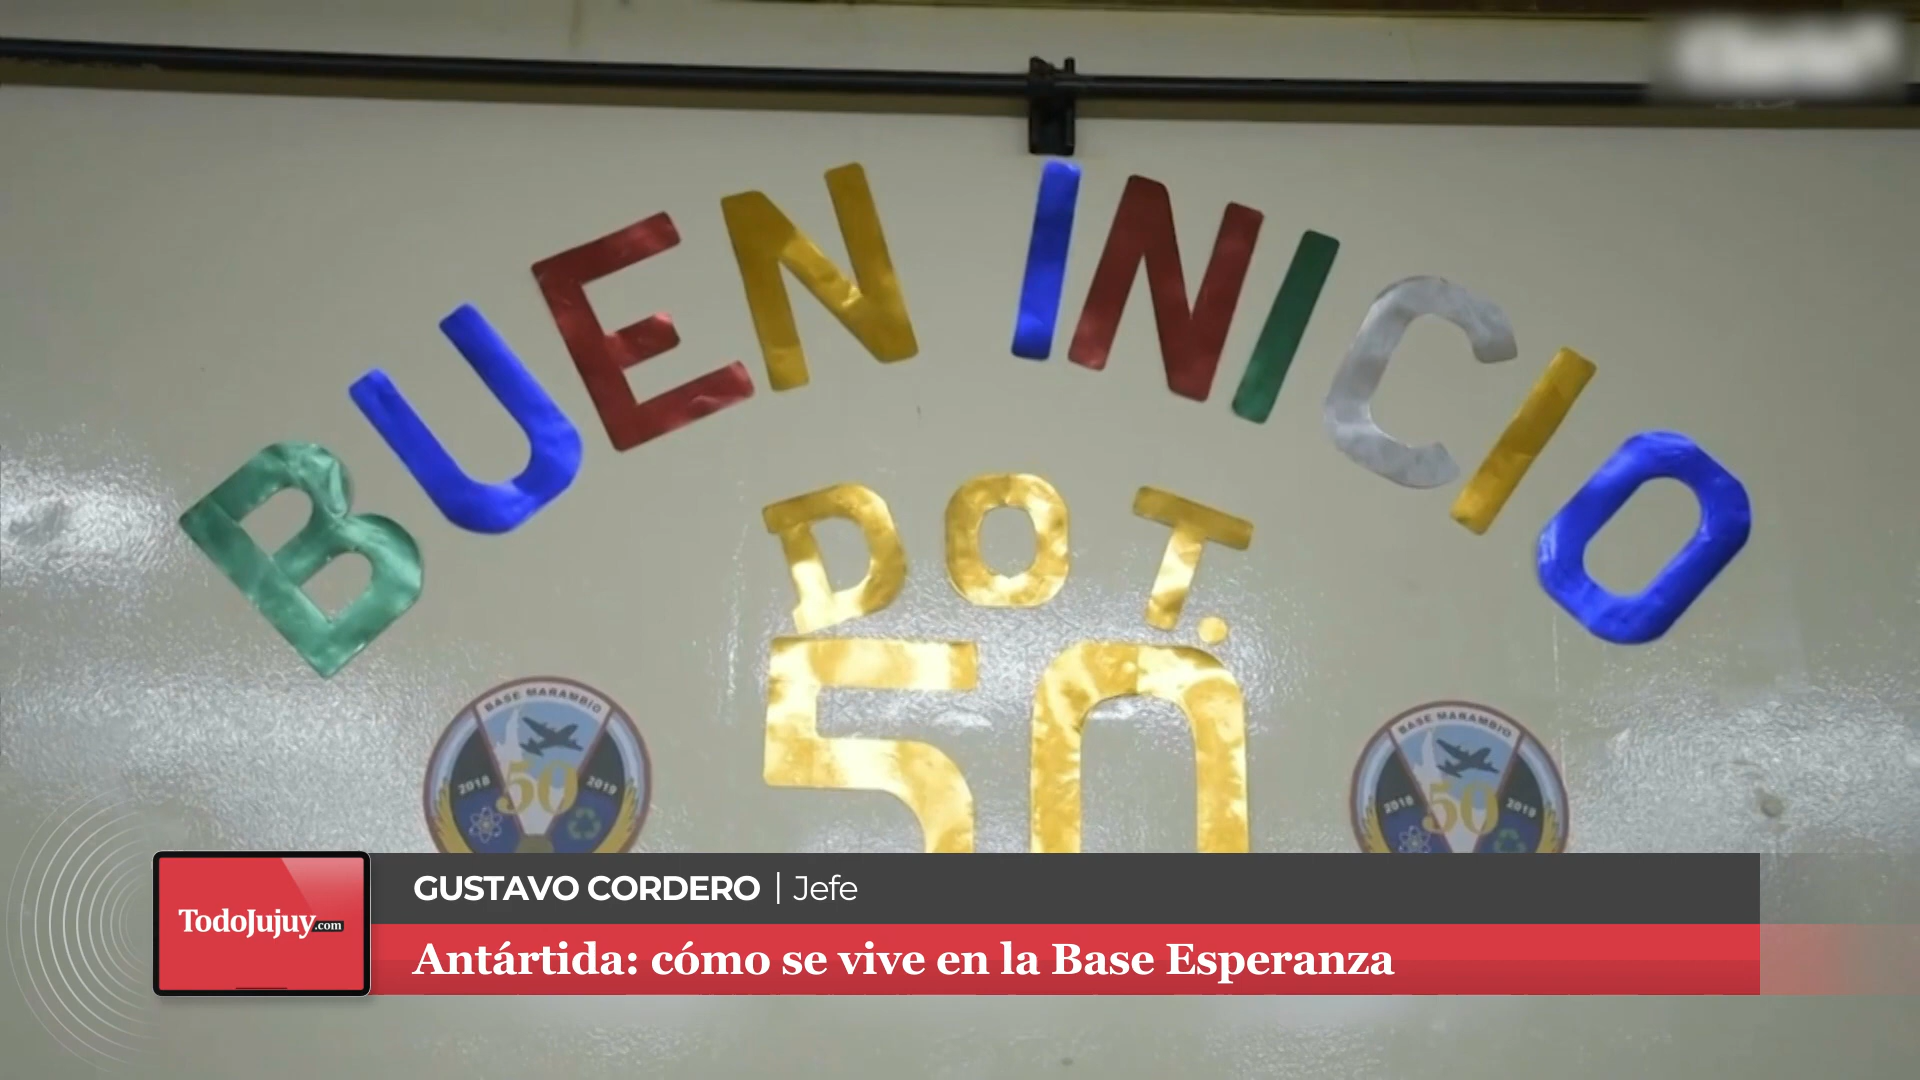 BUEN INICIO
DOT.
50
BASE MARAMBIO
2018 50 2019
BASE MARAMBIO
2018 50 2019
GUSTAVO CORDERO | Jefe
TodoJujuy.com
Antártida: cómo se vive en la Base Esperanza